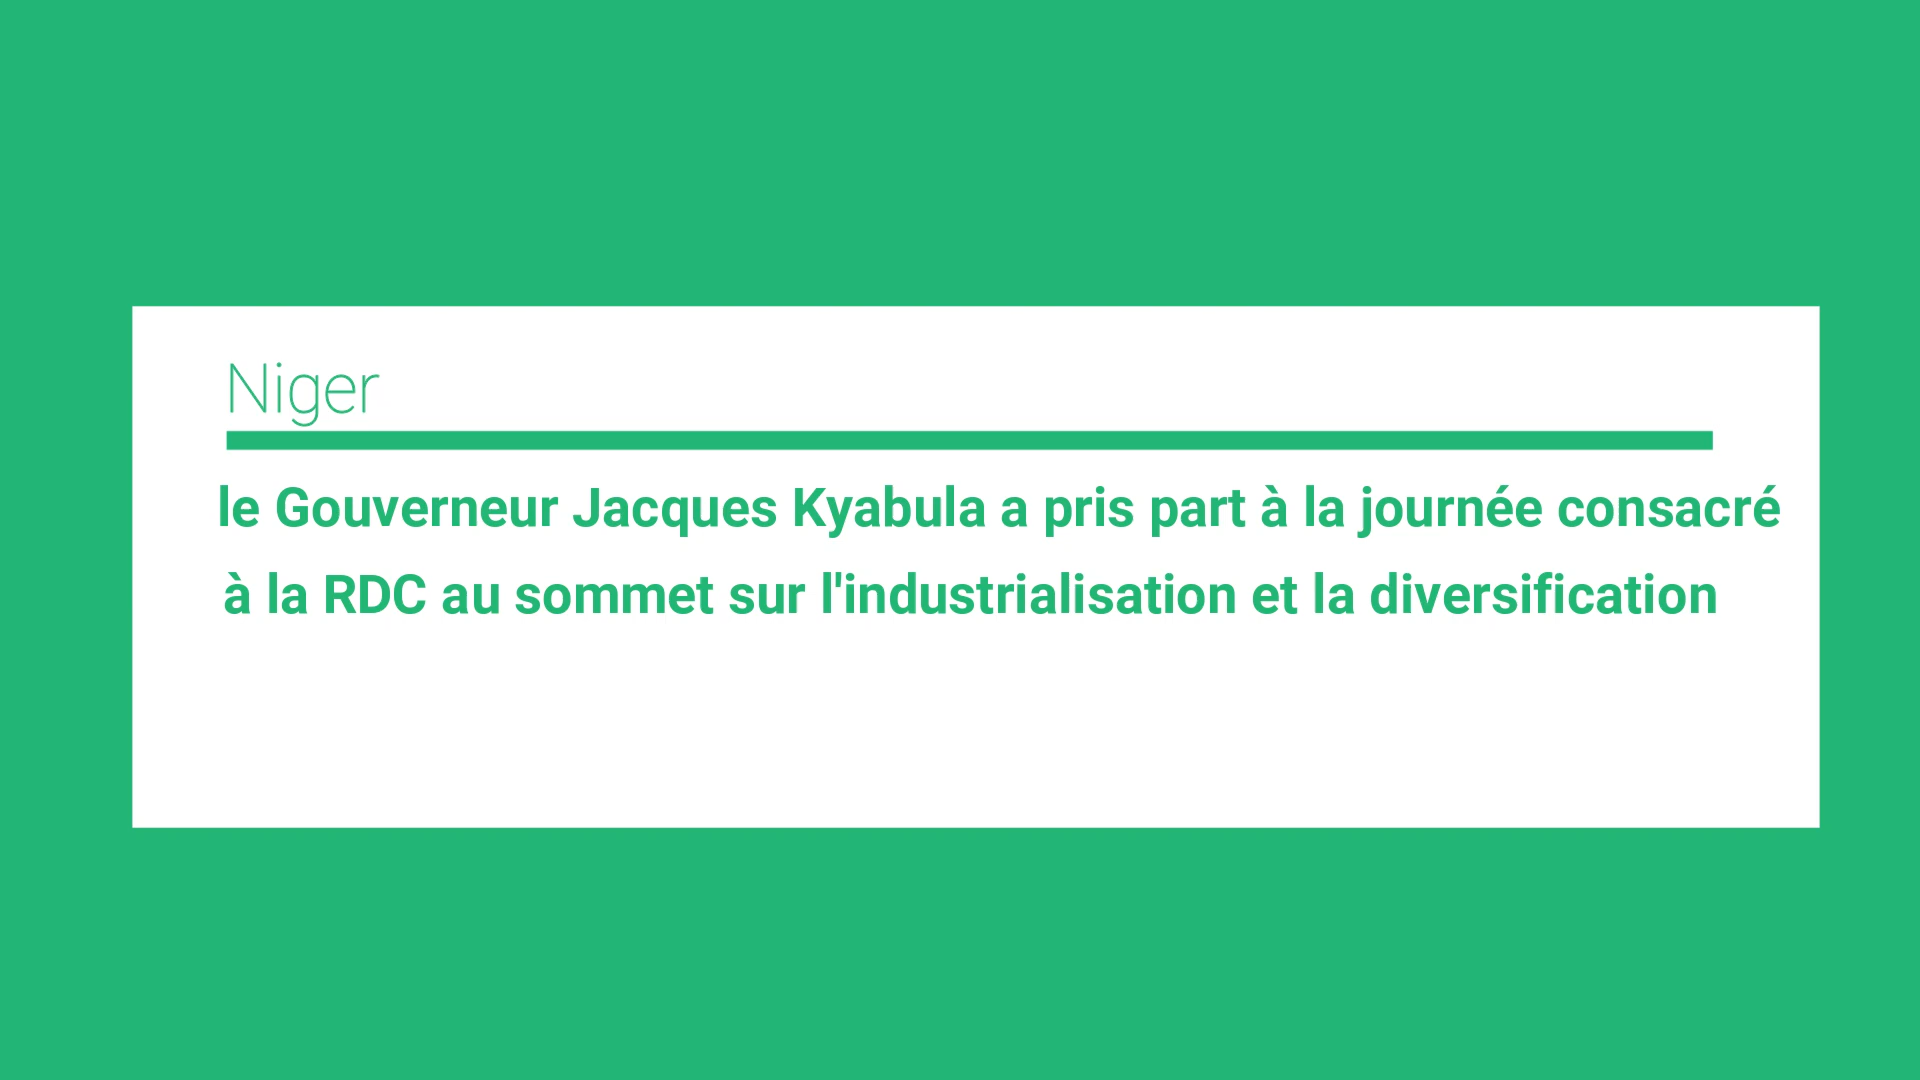 Niger
le Gouverneur Jacques Kyabula a pris part à la journée consacré
à la RDC au sommet sur l'industrialisation et la diversification